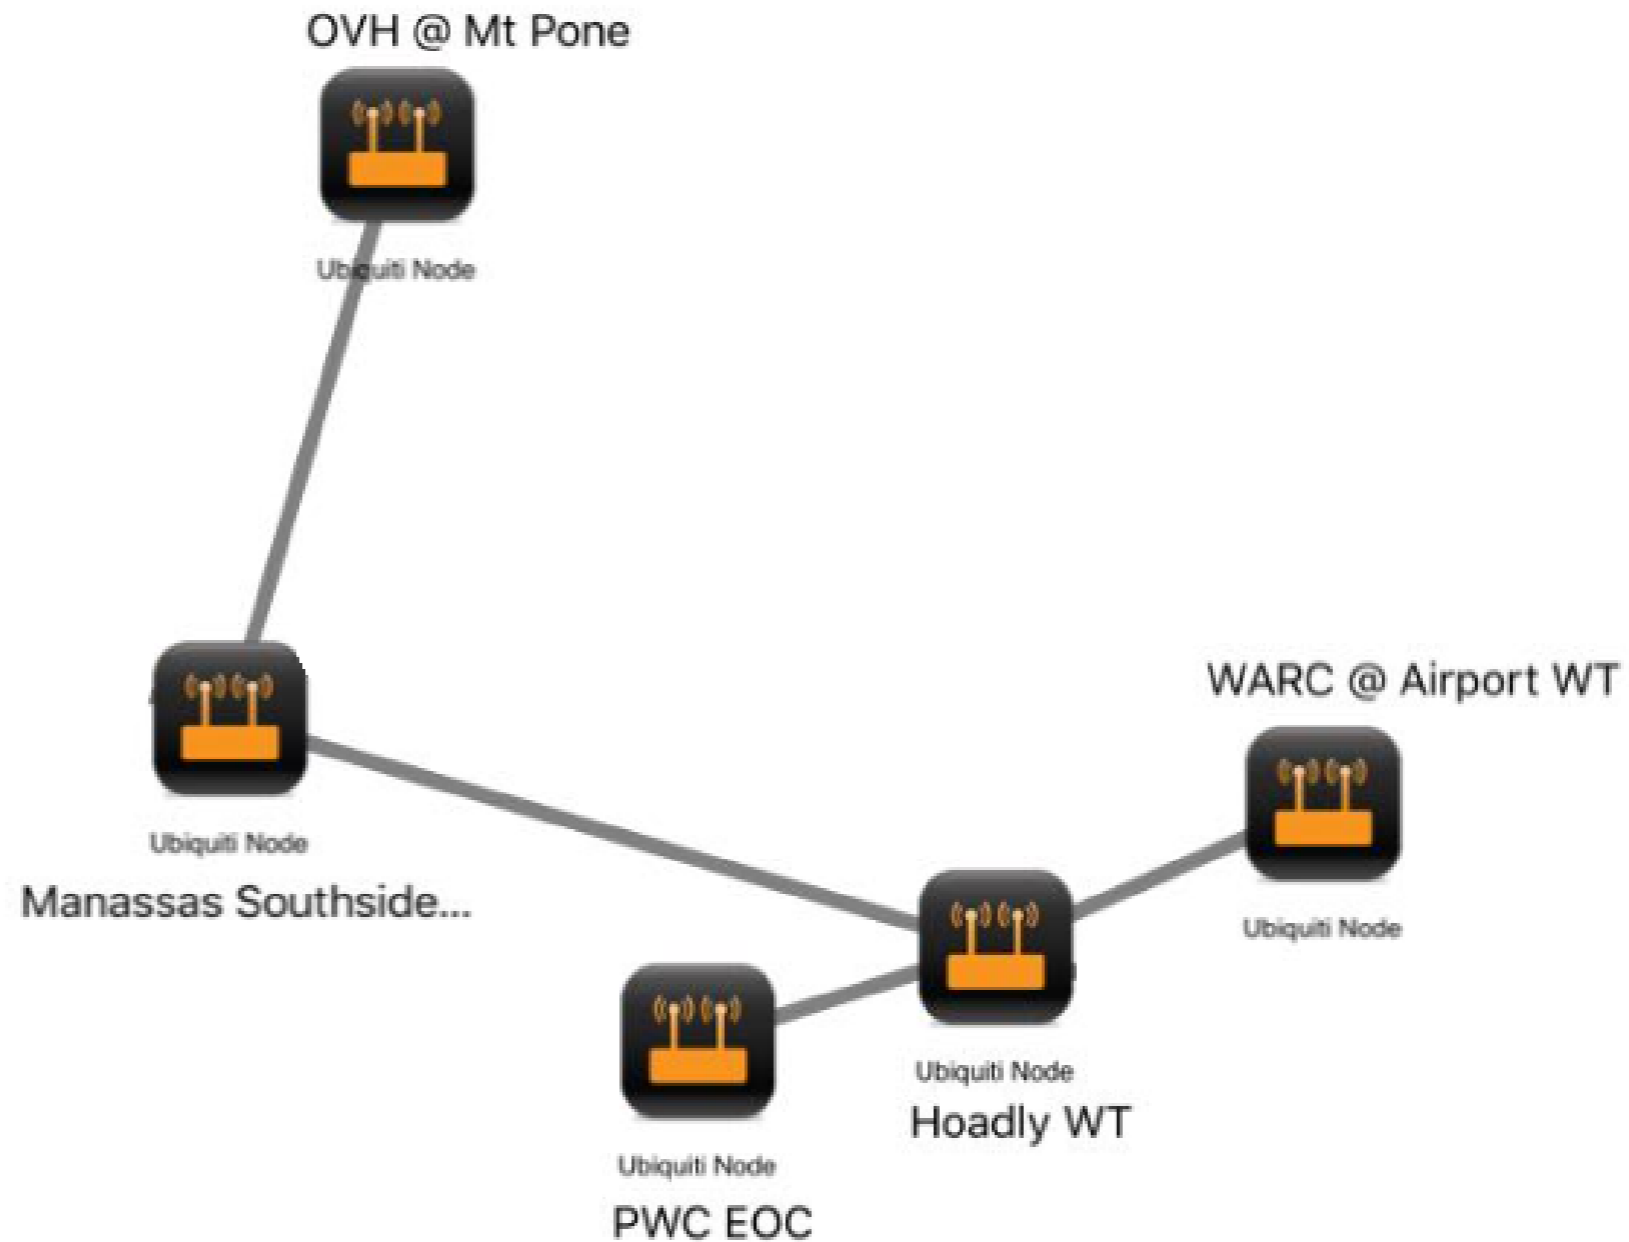 OVH @ Mt Pone
Ubiquiti Node
WARC @ Airport WT
Ubiquiti Node
Manassas Southside...
Ubiquiti Node
Ubiquiti Node
Hoadly WT
Ubiquiti Node
PWC EOC